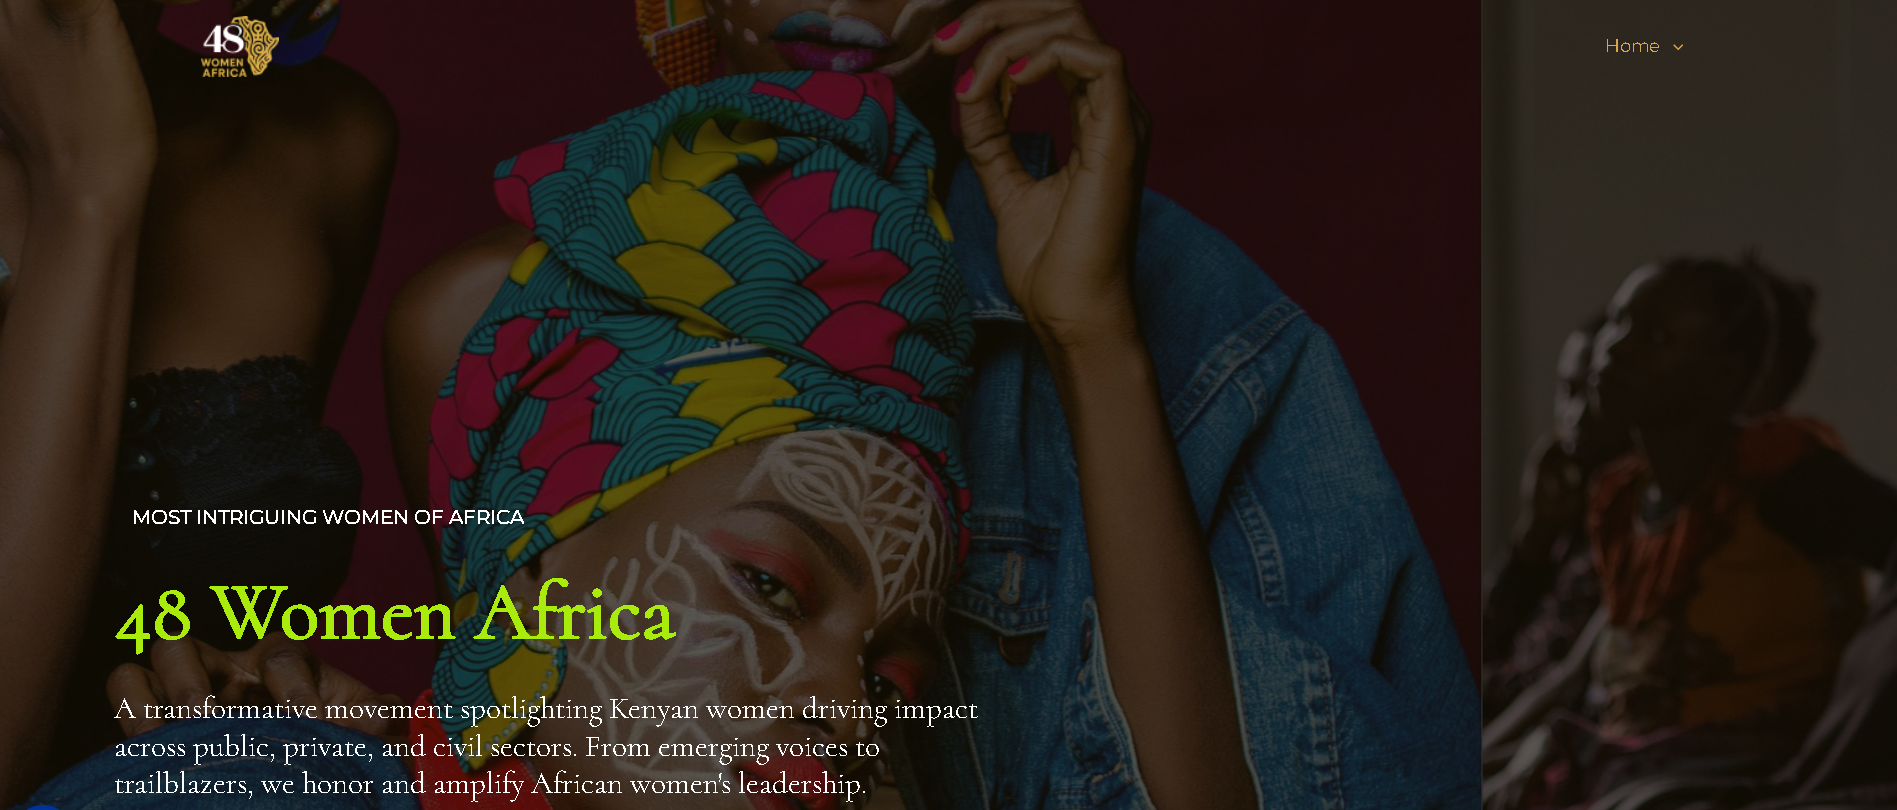 48
WOMEN
AFRICA
Home
MOST INTRIGUING WOMEN OF AFRICA
48 Women Africa
A transformative movement spotlighting Kenyan women driving impact
across public, private, and civil sectors. From emerging voices to
trailblazers, we honor and amplify African women's leadership.